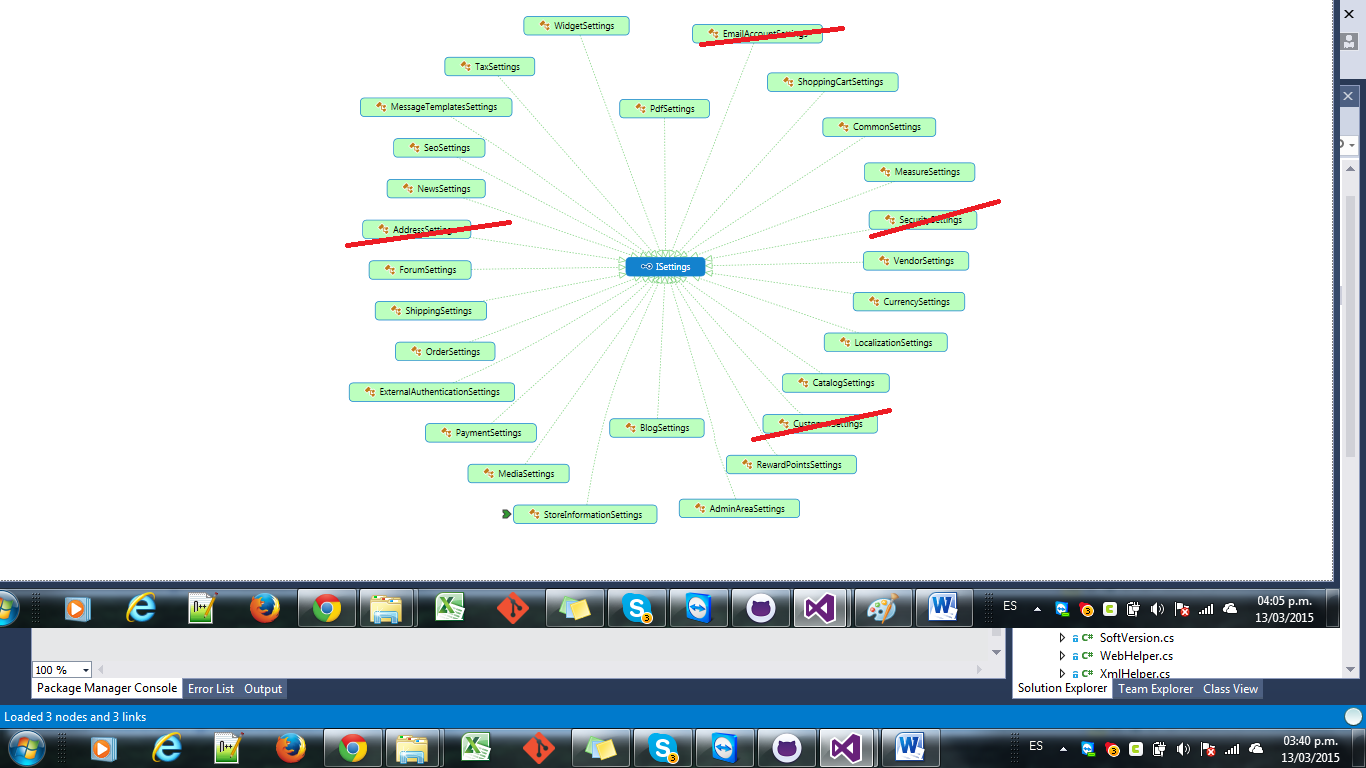 WidgetSettings
EmailAccountSettings
TaxSettings
ShoppingCartSettings
MessageTemplatesSettings
PdfSettings
CommonSettings
SeoSettings
MeasureSettings
NewsSettings
SecuritySettings
AddressSettings
VendorSettings
ISettings
ForumSettings
CurrencySettings
ShippingSettings
LocalizationSettings
OrderSettings
CatalogSettings
ExternalAuthenticationSettings
CustomerSettings
BlogSettings
PaymentSettings
RewardPointsSettings
MediaSettings
AdminAreaSettings
StoreInformationSettings
ES
04:05 p.m.
13/03/2015
SoftVersion.cs
WebHelper.cs
XmlHelper.cs
100 %
Package Manager Console Error List Output
Solution Explorer Team Explorer Class View
Loaded 3 nodes and 3 links
ES
03:40 p.m.
13/03/2015